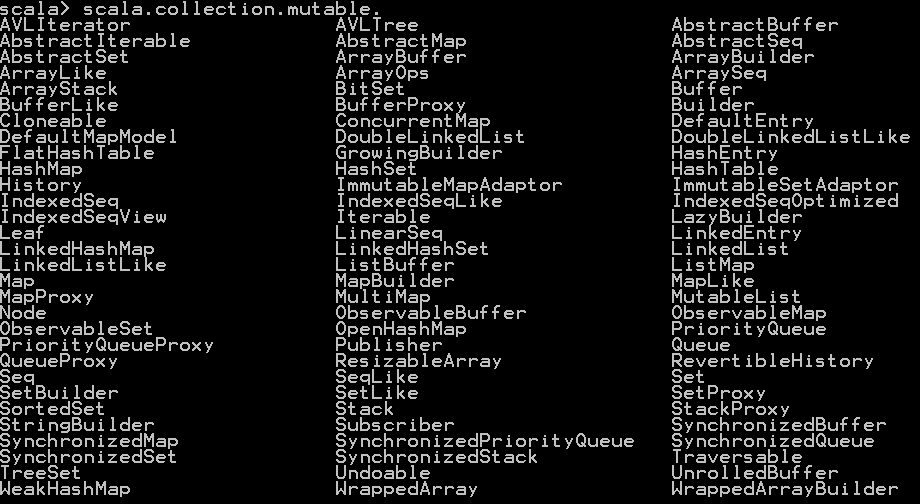 scala> scala.collection.mutable.
AVLIterator AVLTree AbstractBuffer
AbstractIterable AbstractMap AbstractSeq
AbstractSet ArrayBuffer ArrayBuilder
ArrayLike ArrayOps ArraySeq
ArrayStack BitSet Buffer
BufferLike BufferProxy Builder
Cloneable ConcurrentMap DefaultEntry
DefaultMapModel DoubleLinkedList DoubleLinkedListLike
FlatHashTable GrowingBuilder HashEntry
HashMap HashSet HashTable
History ImmutableMapAdaptor ImmutableSetAdaptor
IndexedSeq IndexedSeqLike IndexedSeqOptimized
IndexedSeqView Iterable LazyBuilder
Leaf LinearSeq LinkedEntry
LinkedHashMap LinkedHashSet LinkedList
LinkedListLike ListBuffer ListMap
Map MapBuilder MapLike
MapProxy MultiMap MutableList
Node ObservableBuffer ObservableMap
ObservableSet OpenHashMap PriorityQueue
PriorityQueueProxy Publisher Queue
QueueProxy ResizableArray RevertibleHistory
Seq SeqLike Set
SetBuilder SetLike SetProxy
SortedSet Stack StackProxy
StringBuilder Subscriber SynchronizedBuffer
SynchronizedMap SynchronizedPriorityQueue SynchronizedQueue
SynchronizedSet SynchronizedStack Traversable
TreeSet Undoable UnrolledBuffer
WeakHashMap WrappedArray WrappedArrayBuilder